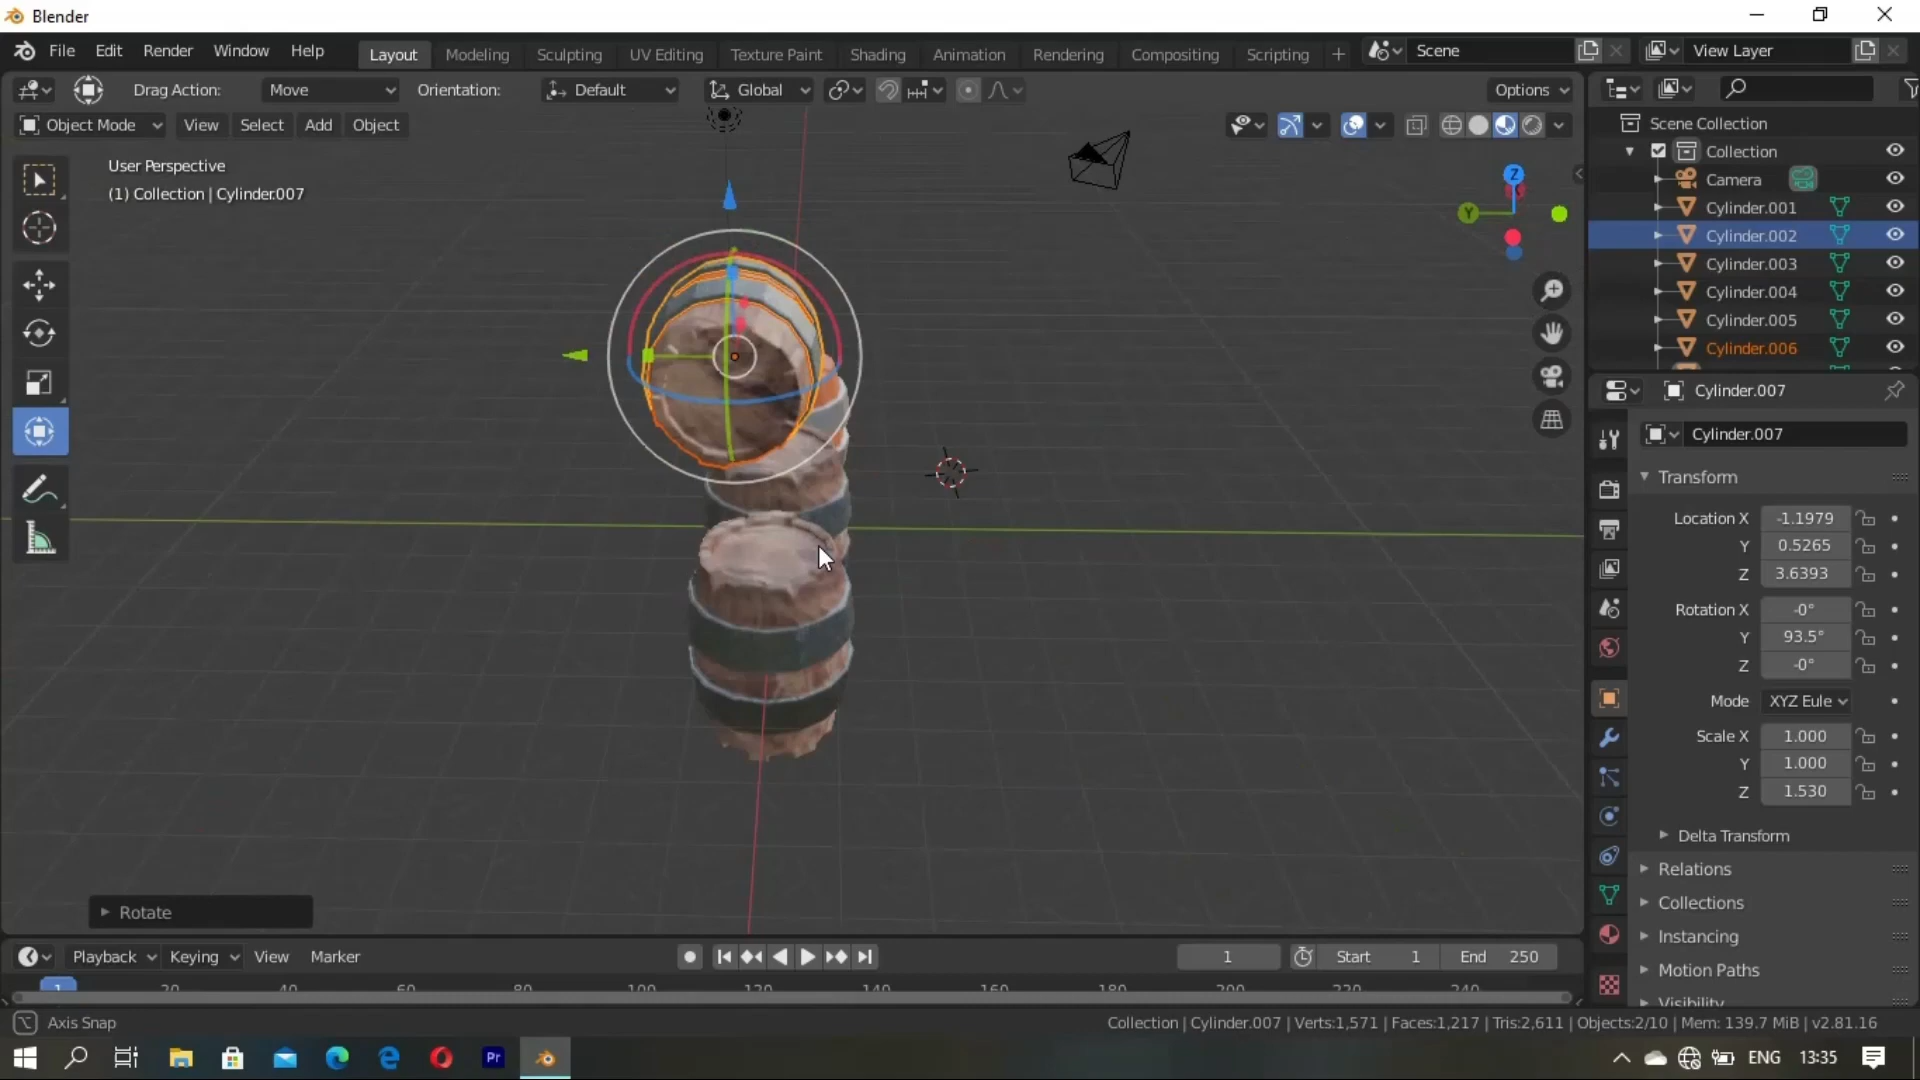 Blender
File Edit Render Window Help
Layout Modeling Sculpting UV Editing Texture Paint Shading Animation Rendering Compositing Scripting +
Scene
View Layer
Drag Action: Move Orientation: Default Global Options
Object Mode View Select Add Object
User Perspective
(1) Collection | Cylinder.007
Z
Y
Scene Collection
Collection
Camera
Cylinder.001
Cylinder.002
Cylinder.003
Cylinder.004
Cylinder.005
Cylinder.006
Cylinder.007
Cylinder.007
Transform
Location X -1.1979
Y 0.5265
Z 3.6393
Rotation X -0°
Y 93.5°
Z -0°
Mode XYZ Eule
Scale X 1.000
Y 1.000
Z 1.530
Delta Transform
Relations
Collections
Instancing
Motion Paths
Visibility
Rotate
Playback Keying View Marker
1 Start 1 End 250
1 20 40 60 80 100 120 140 160 180 200 220 240
Axis Snap
Collection | Cylinder.007 | Verts:1,571 | Faces:1,217 | Tris:2,611 | Objects:2/10 | Mem: 139.7 MiB | v2.81.16
Pr
ENG 13:35